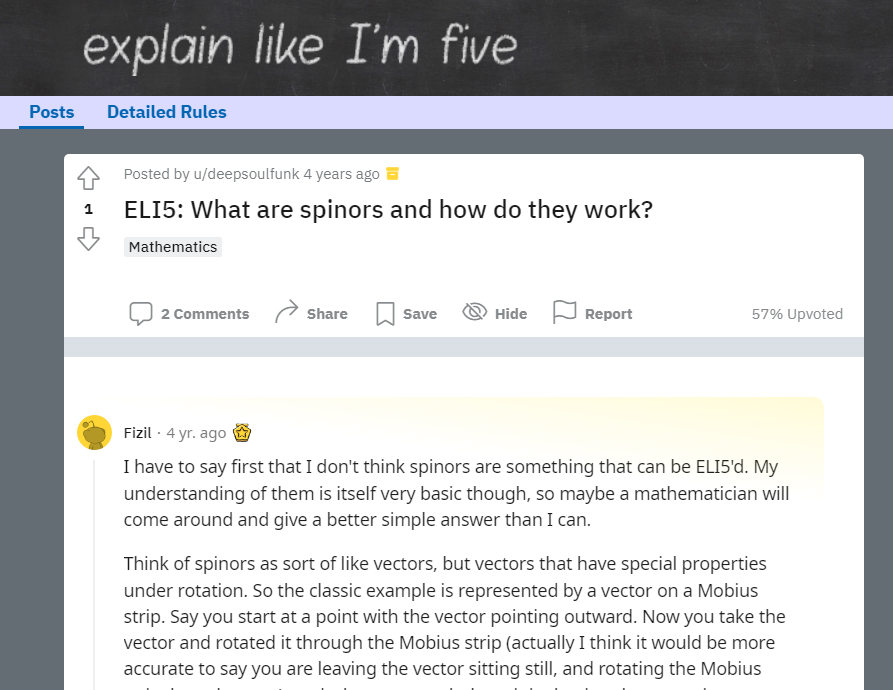 explain like I'm five
Posts Detailed Rules
Posted by u/deepsoulfunk 4 years ago
1
ELI5: What are spinors and how do they work?
Mathematics
2 Comments Share Save Hide Report 57% Upvoted
Fizil · 4 yr. ago
I have to say first that I don't think spinors are something that can be ELI5'd. My
understanding of them is itself very basic though, so maybe a mathematician will
come around and give a better simple answer than I can.
Think of spinors as sort of like vectors, but vectors that have special properties
under rotation. So the classic example is represented by a vector on a Mobius
strip. Say you start at a point with the vector pointing outward. Now you take the
vector and rotated it through the Mobius strip (actually I think it would be more
accurate to say you are leaving the vector sitting still, and rotating the Mobius